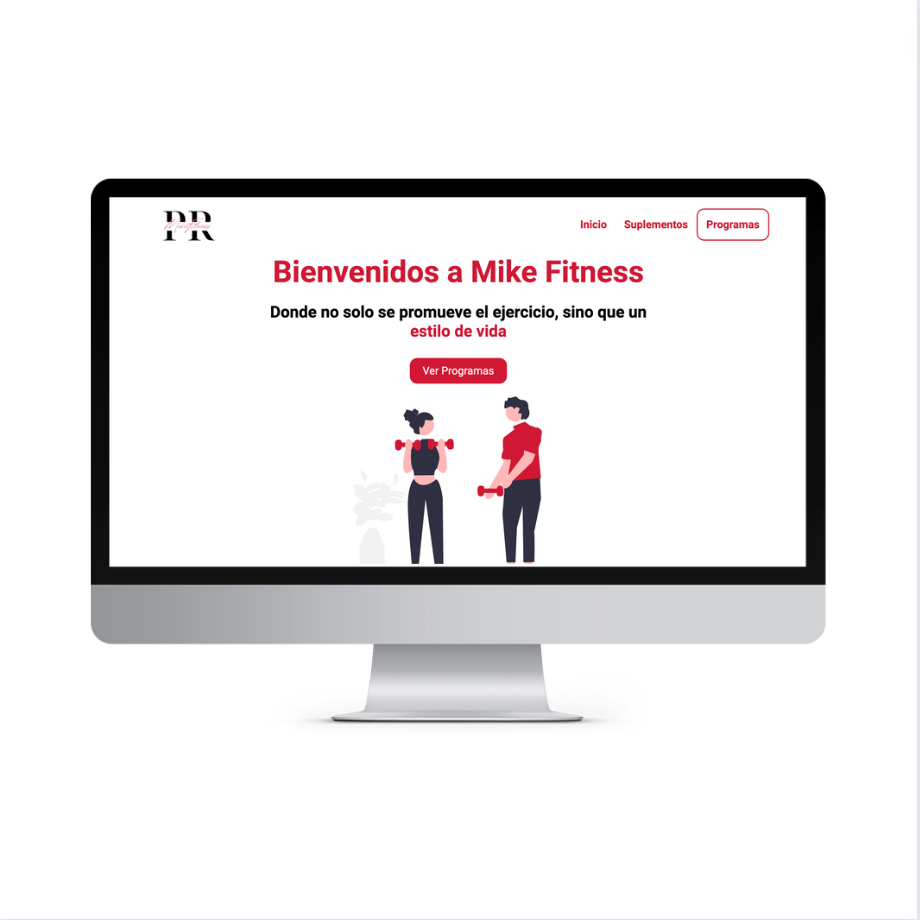 PR
Inicio
Suplementos
Programas
Bienvenidos a Mike Fitness
Donde no solo se promueve el ejercicio, sino que un
estilo de vida
Ver Programas